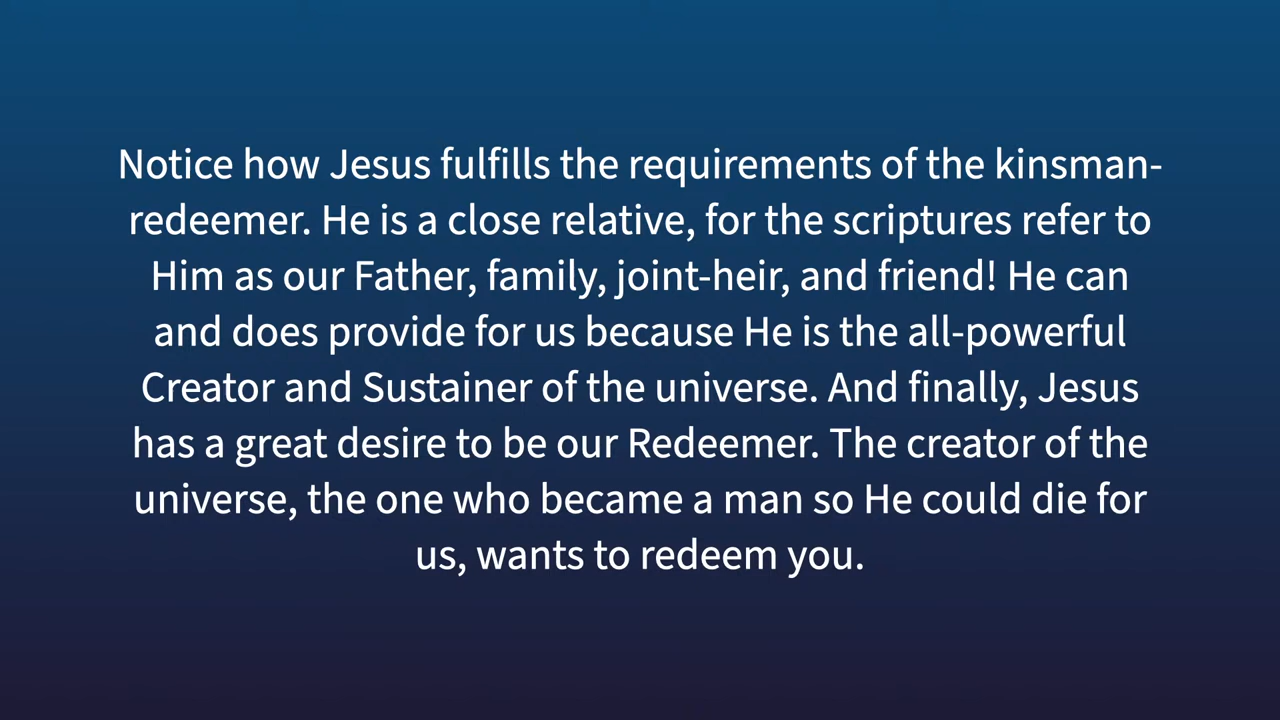 Notice how Jesus fulfills the requirements of the kinsman-
redeemer. He is a close relative, for the scriptures refer to
Him as our Father, family, joint-heir, and friend! He can
and does provide for us because He is the all-powerful
Creator and Sustainer of the universe. And finally, Jesus
has a great desire to be our Redeemer. The creator of the
universe, the one who became a man so He could die for
us, wants to redeem you.